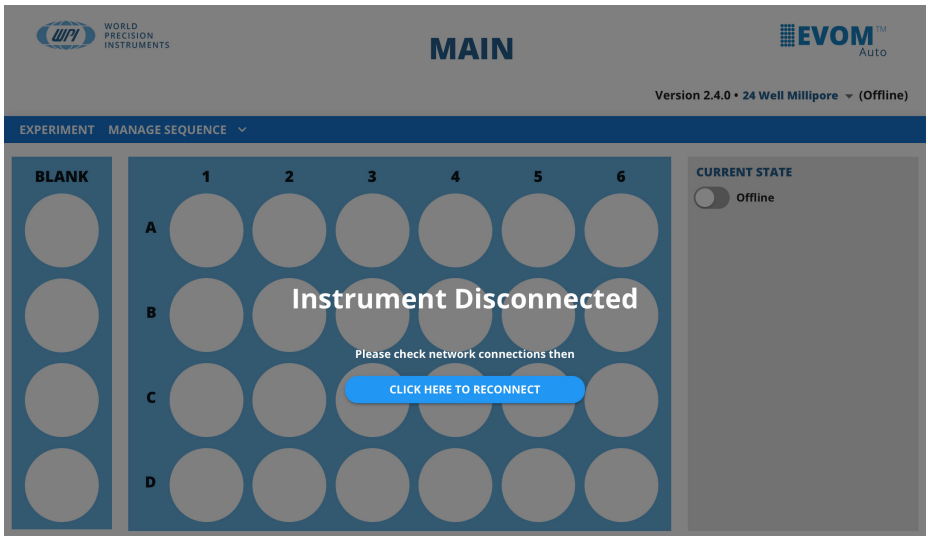 WPI
WORLD
PRECISION
INSTRUMENTS
MAIN
EVOM™
Auto
Version 2.4.0 • 24 Well Millipore (Offline)
EXPERIMENT MANAGE SEQUENCE
BLANK
1 2 3 4 5 6
CURRENT STATE
Offline
A
B
Instrument Disconnected
Please check network connections then
CLICK HERE TO RECONNECT
C
D